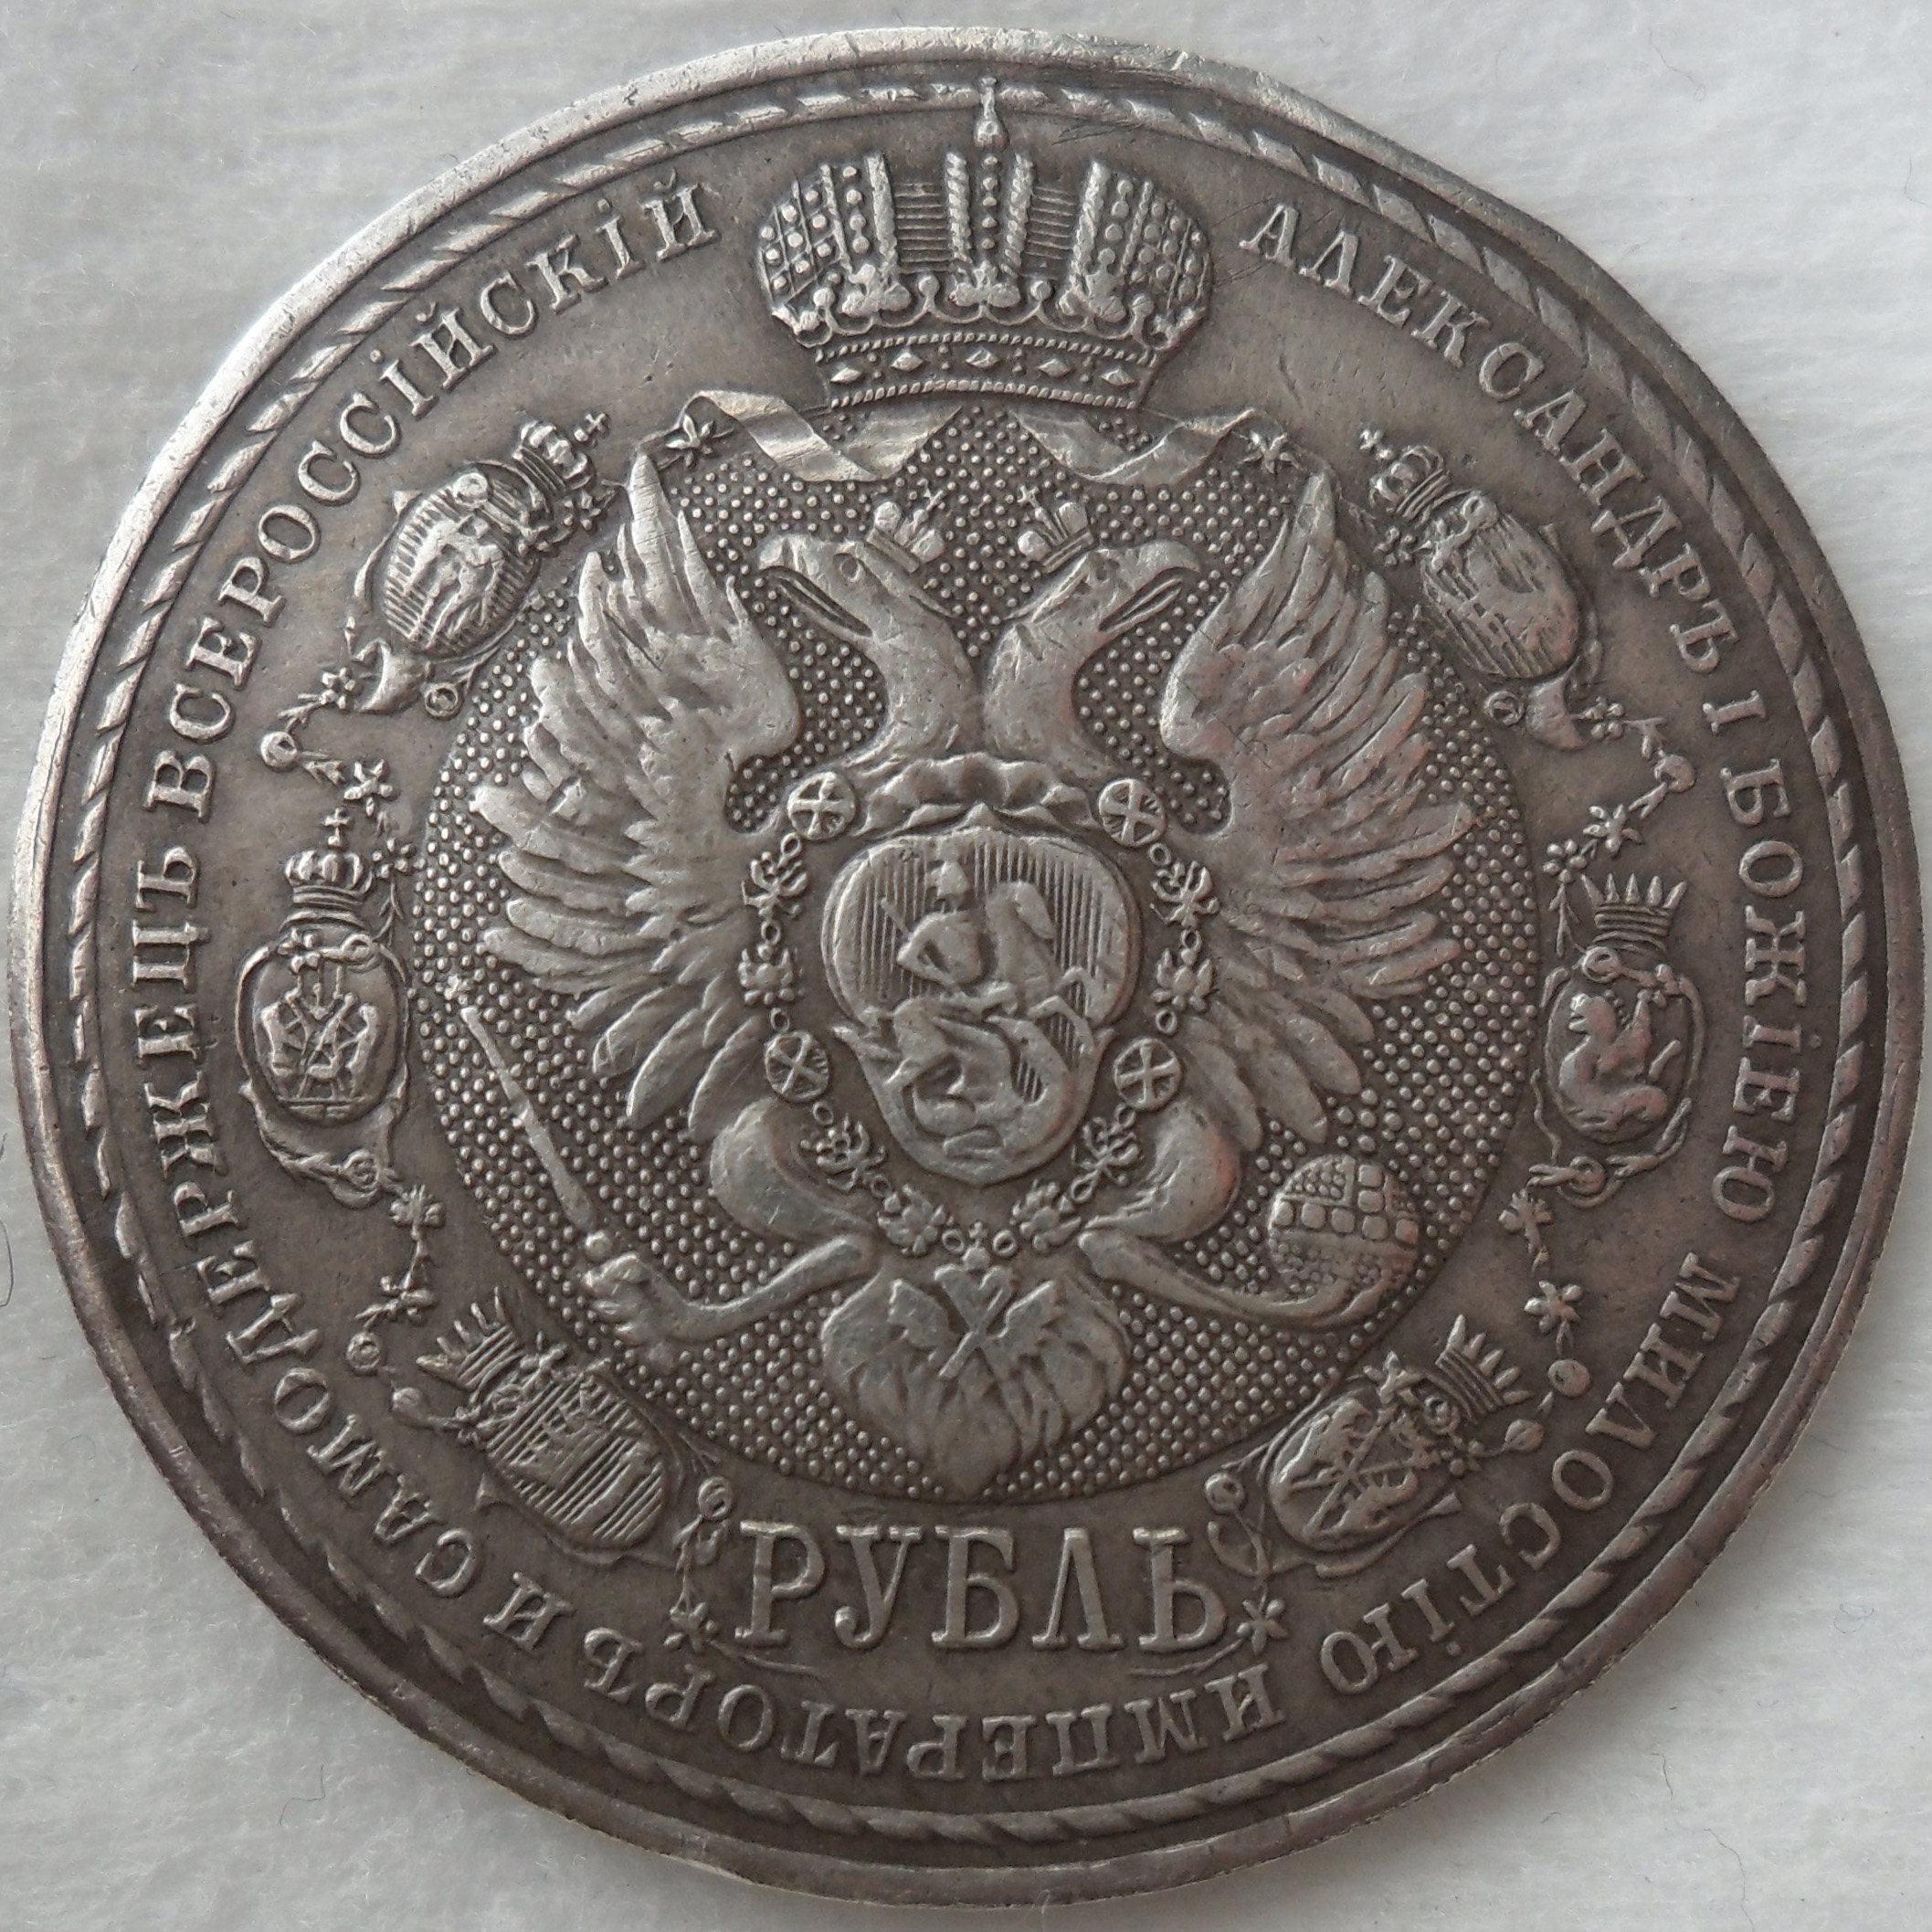 АЛЕКСАНДРЪ I БОЖІЕЮ МИЛОСТІЮ ИМПЕРАТОРЪ И САМОДЕРЖЕЦЪ ВСЕРОССІЙСКІЙ
РУБЛЬ